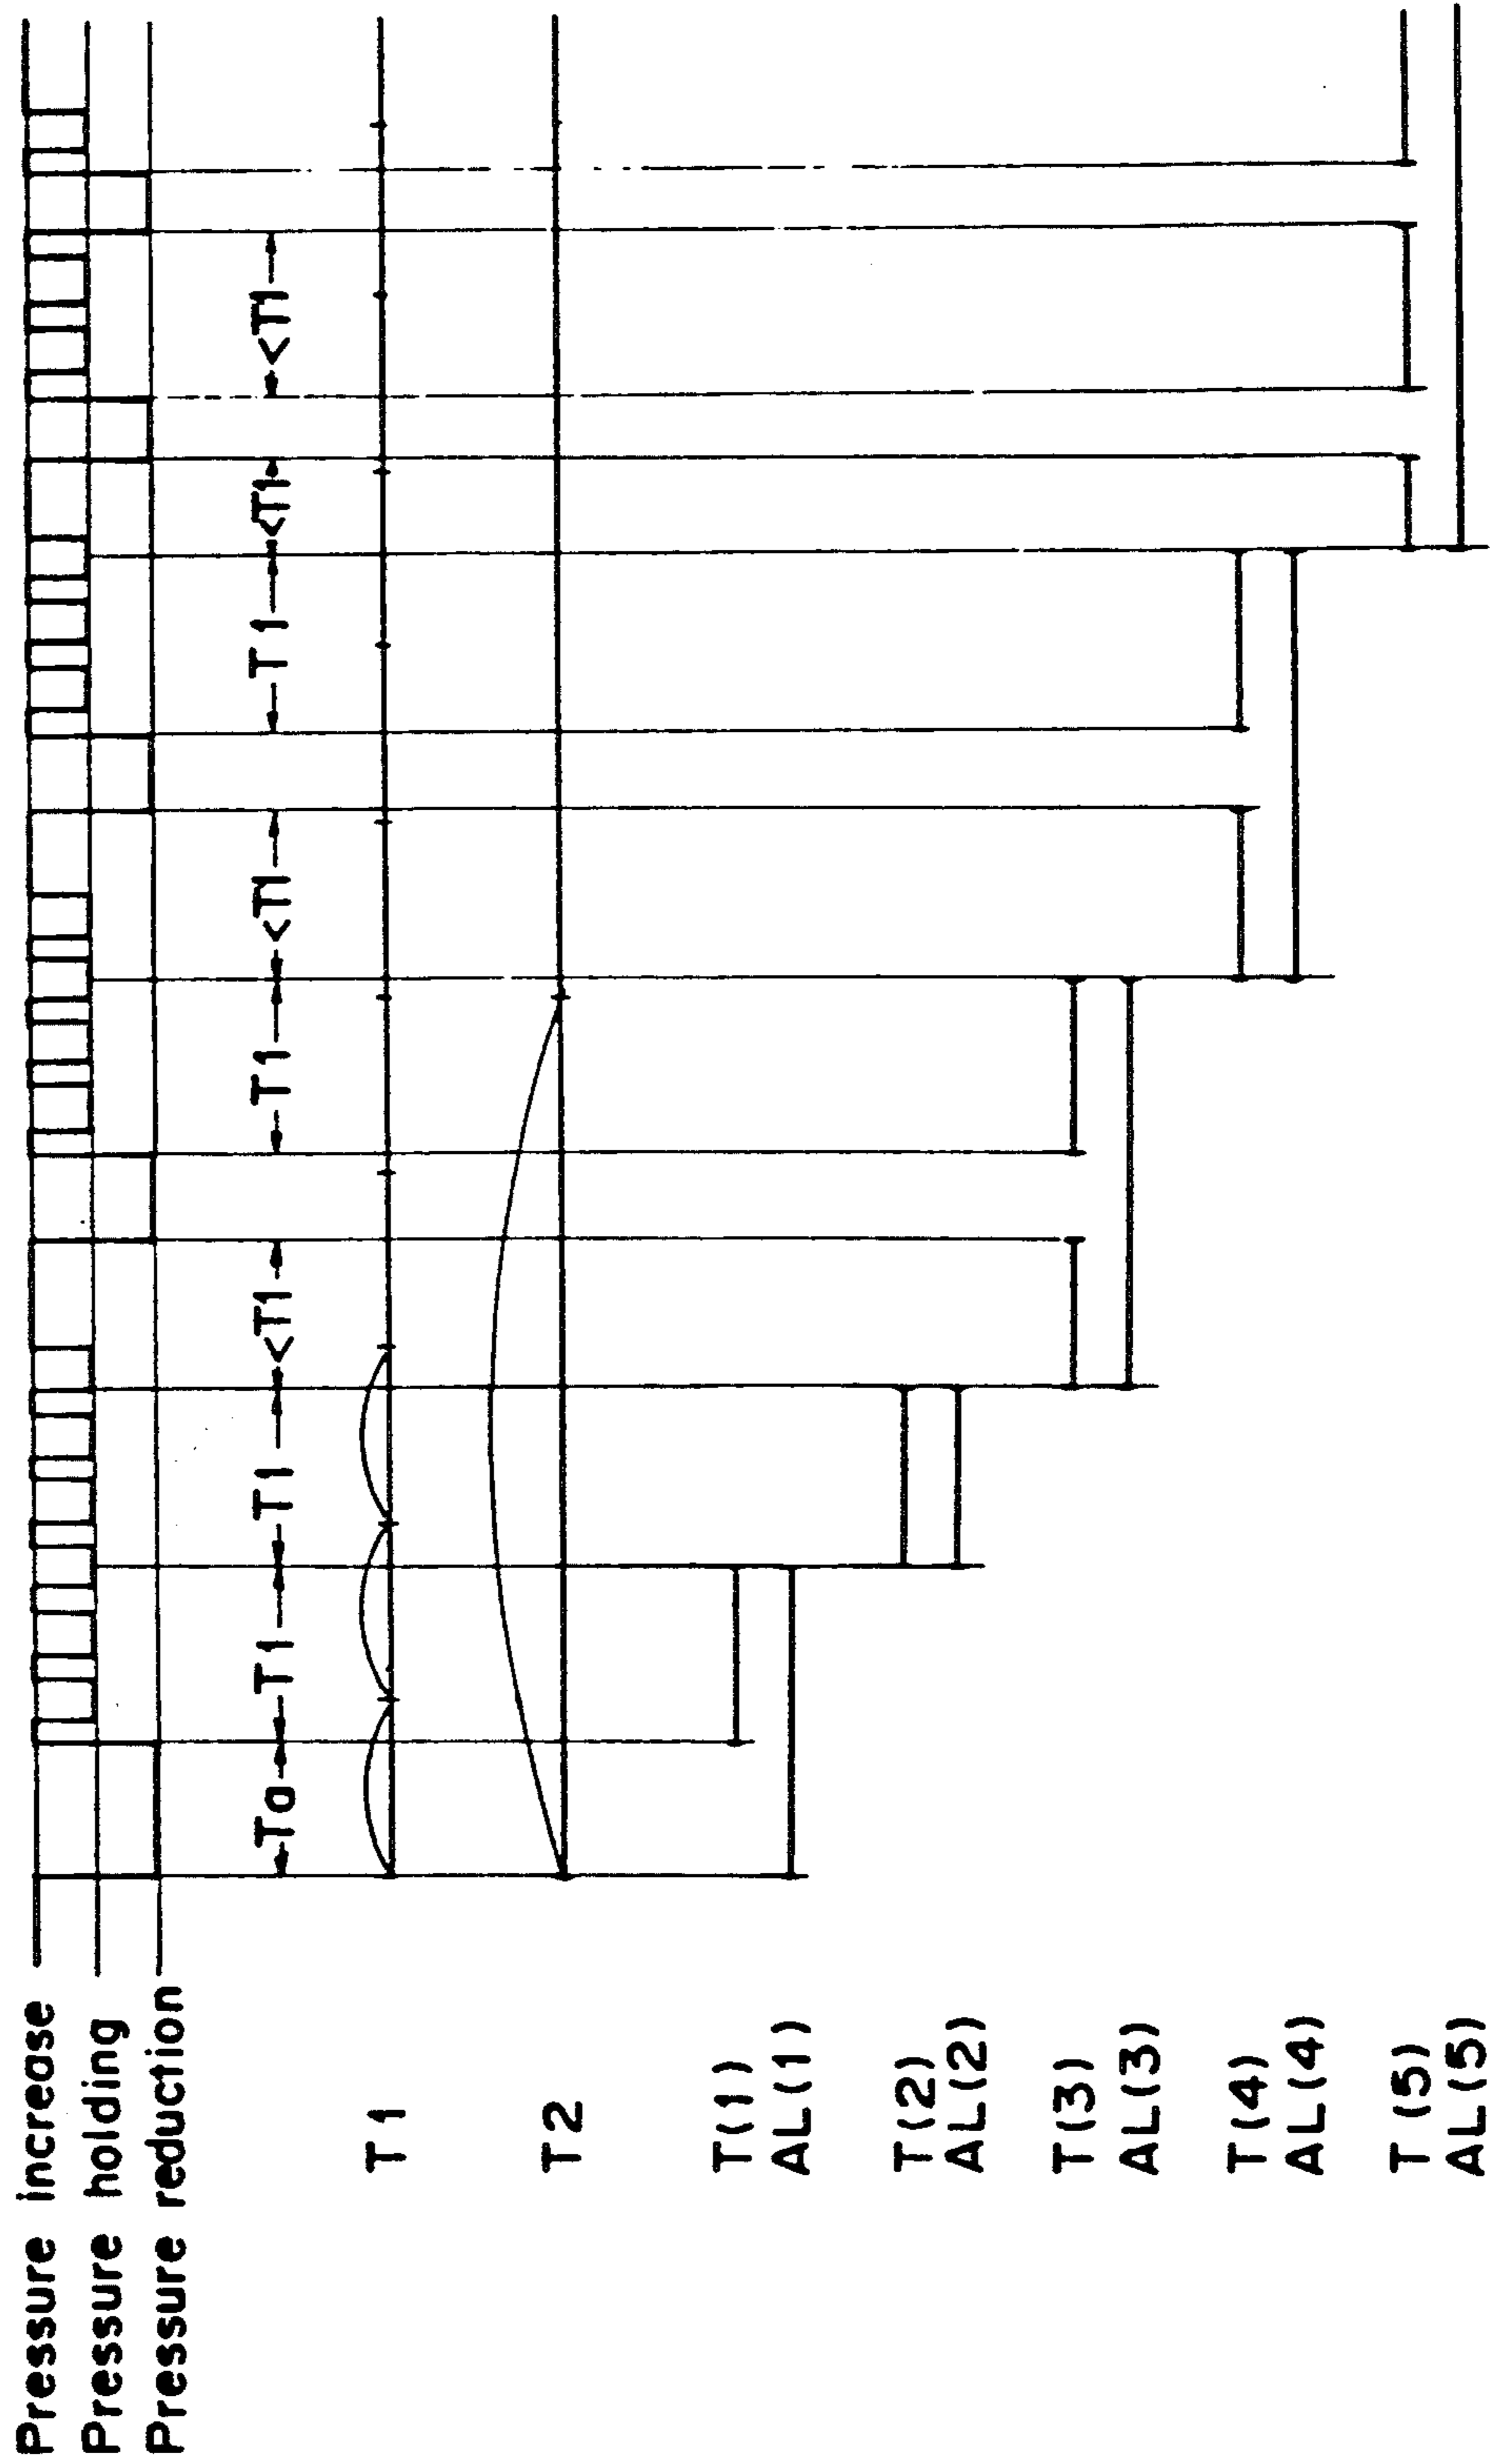 Pressure increase
Pressure holding
Pressure reduction
Ta T1 T1 <T1 T1 <T1 T1 <T1 <T1
T1
T2
T(1)
AL(1)
T(2)
AL(2)
T(3)
AL(3)
T(4)
AL(4)
T(5)
AL(5)